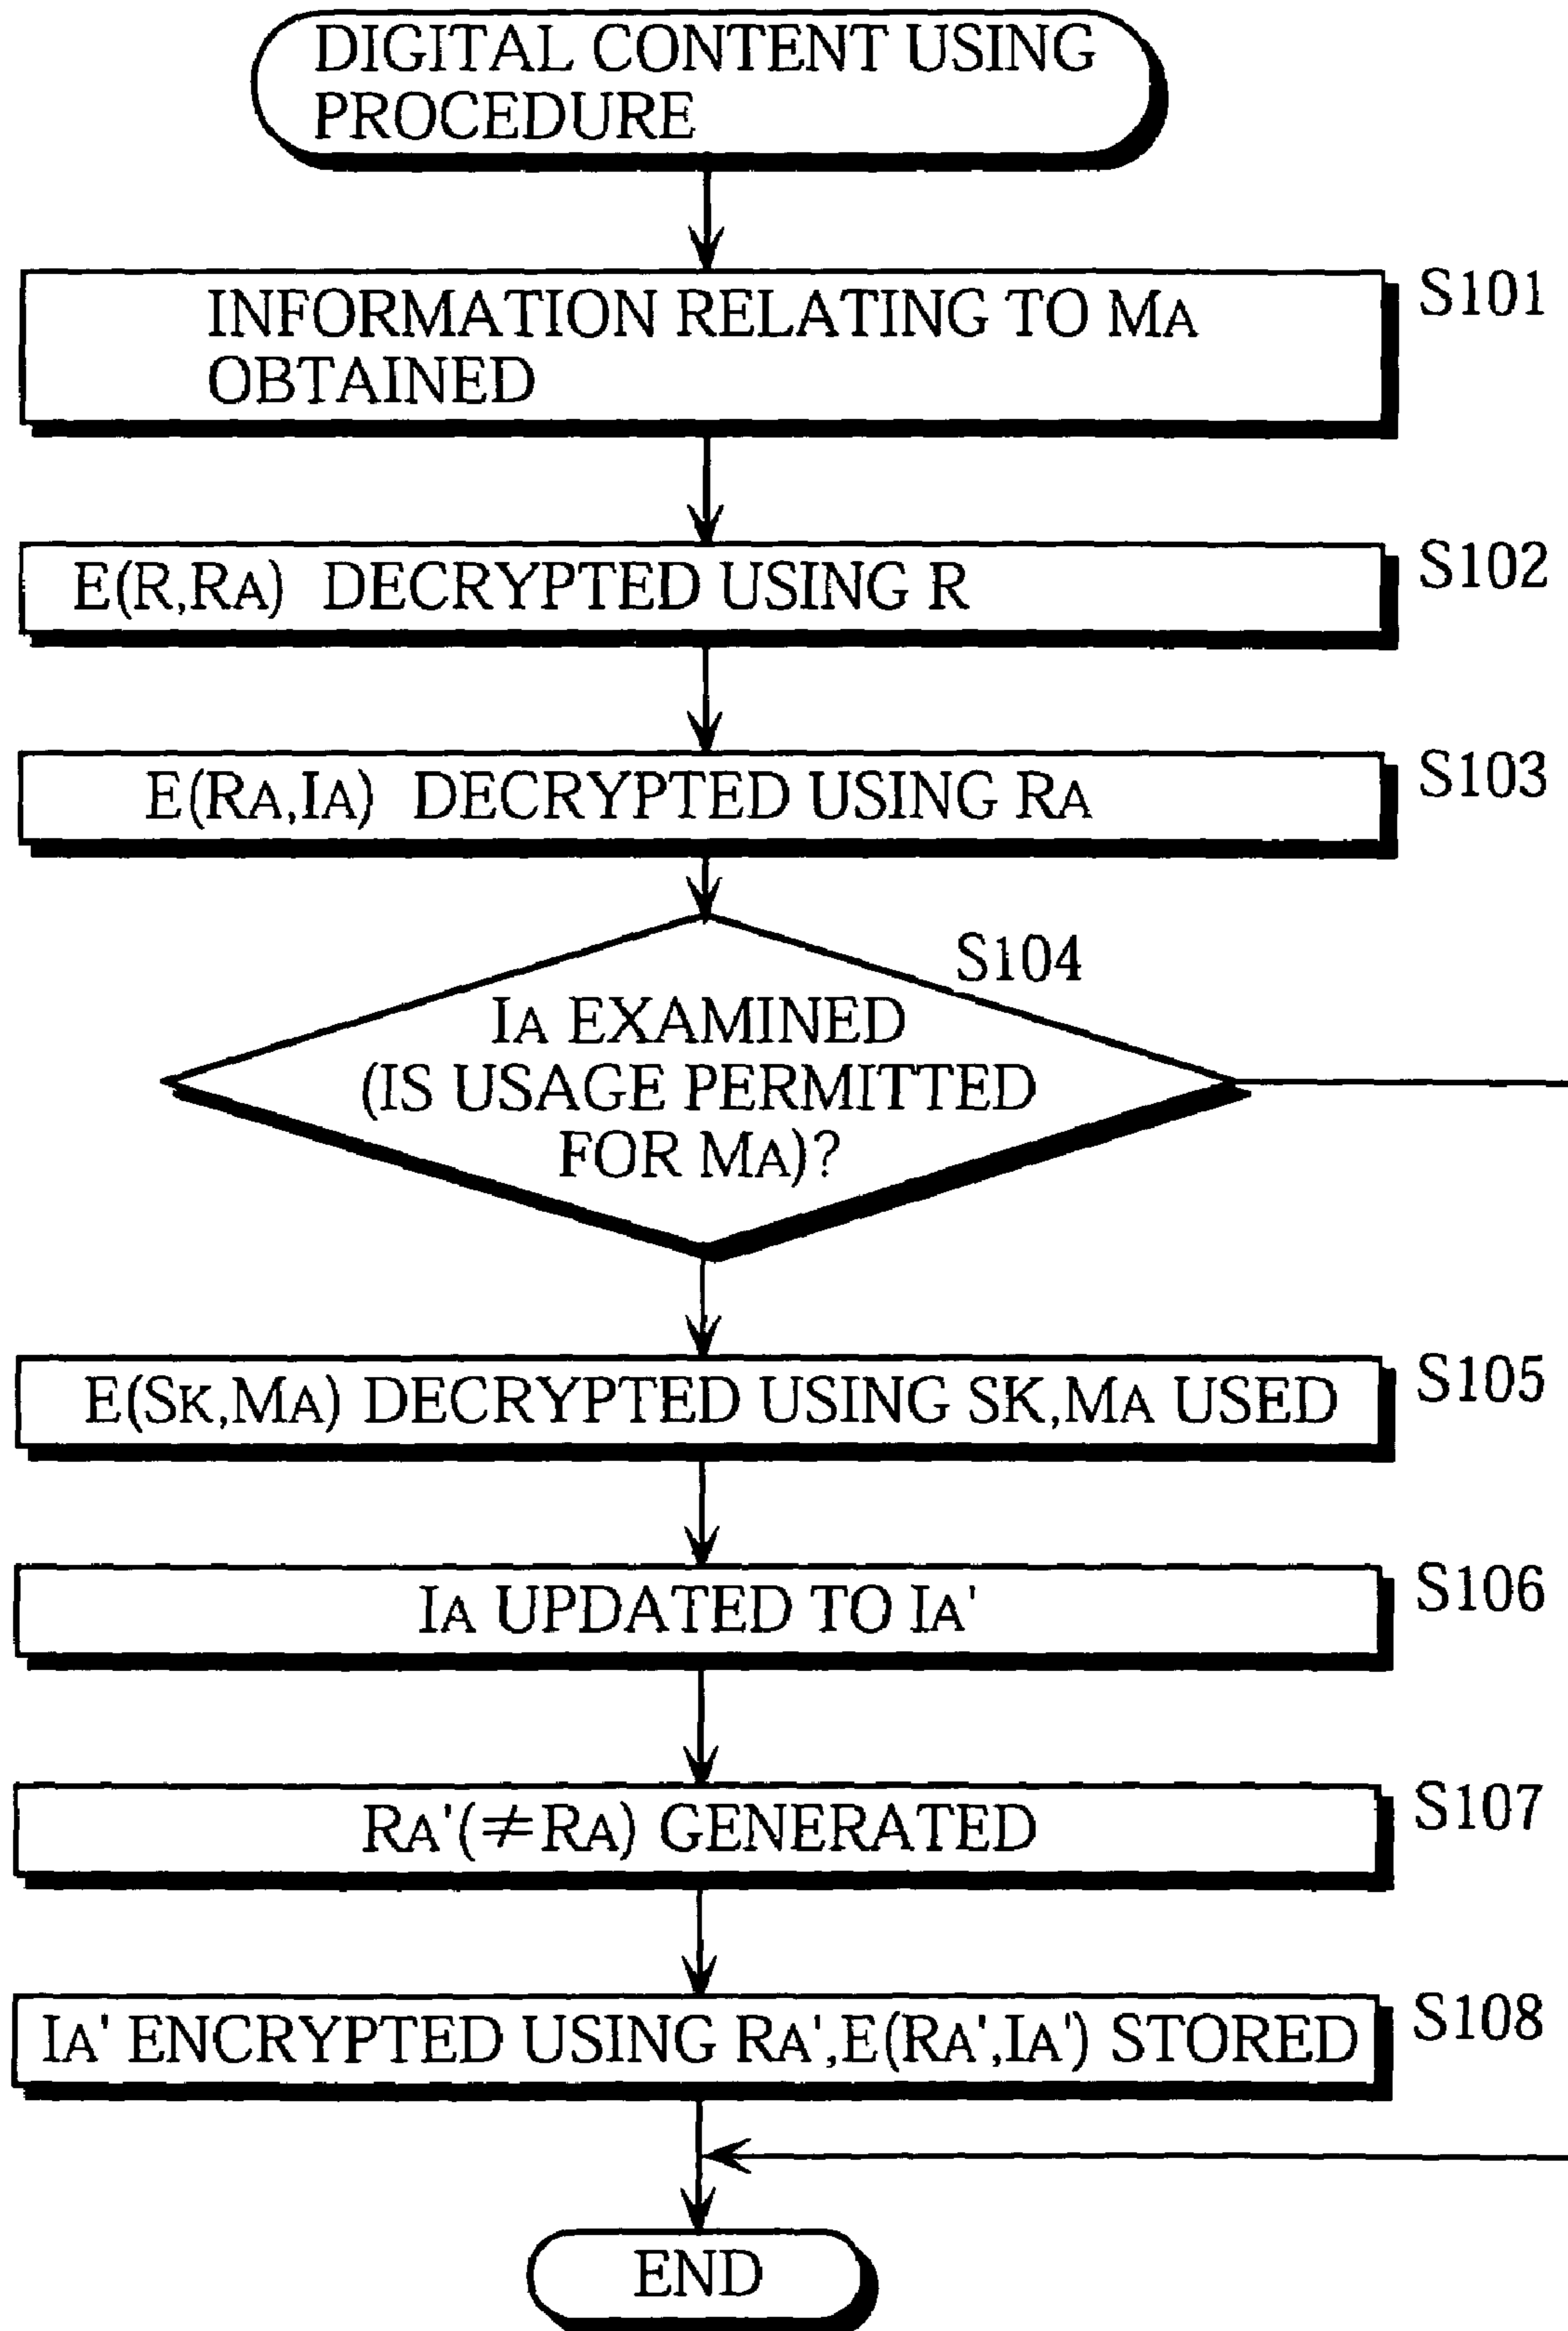 DIGITAL CONTENT USING
PROCEDURE
INFORMATION RELATING TO MA
OBTAINED
S101
E(R,RA) DECRYPTED USING R
S102
E(RA,IA) DECRYPTED USING RA
S103
S104
IA EXAMINED
(IS USAGE PERMITTED
FOR MA)?
E(SK,MA) DECRYPTED USING SK,MA USED
S105
IA UPDATED TO IA'
S106
RA'(≠RA) GENERATED
S107
IA' ENCRYPTED USING RA',E(RA',IA') STORED
S108
END